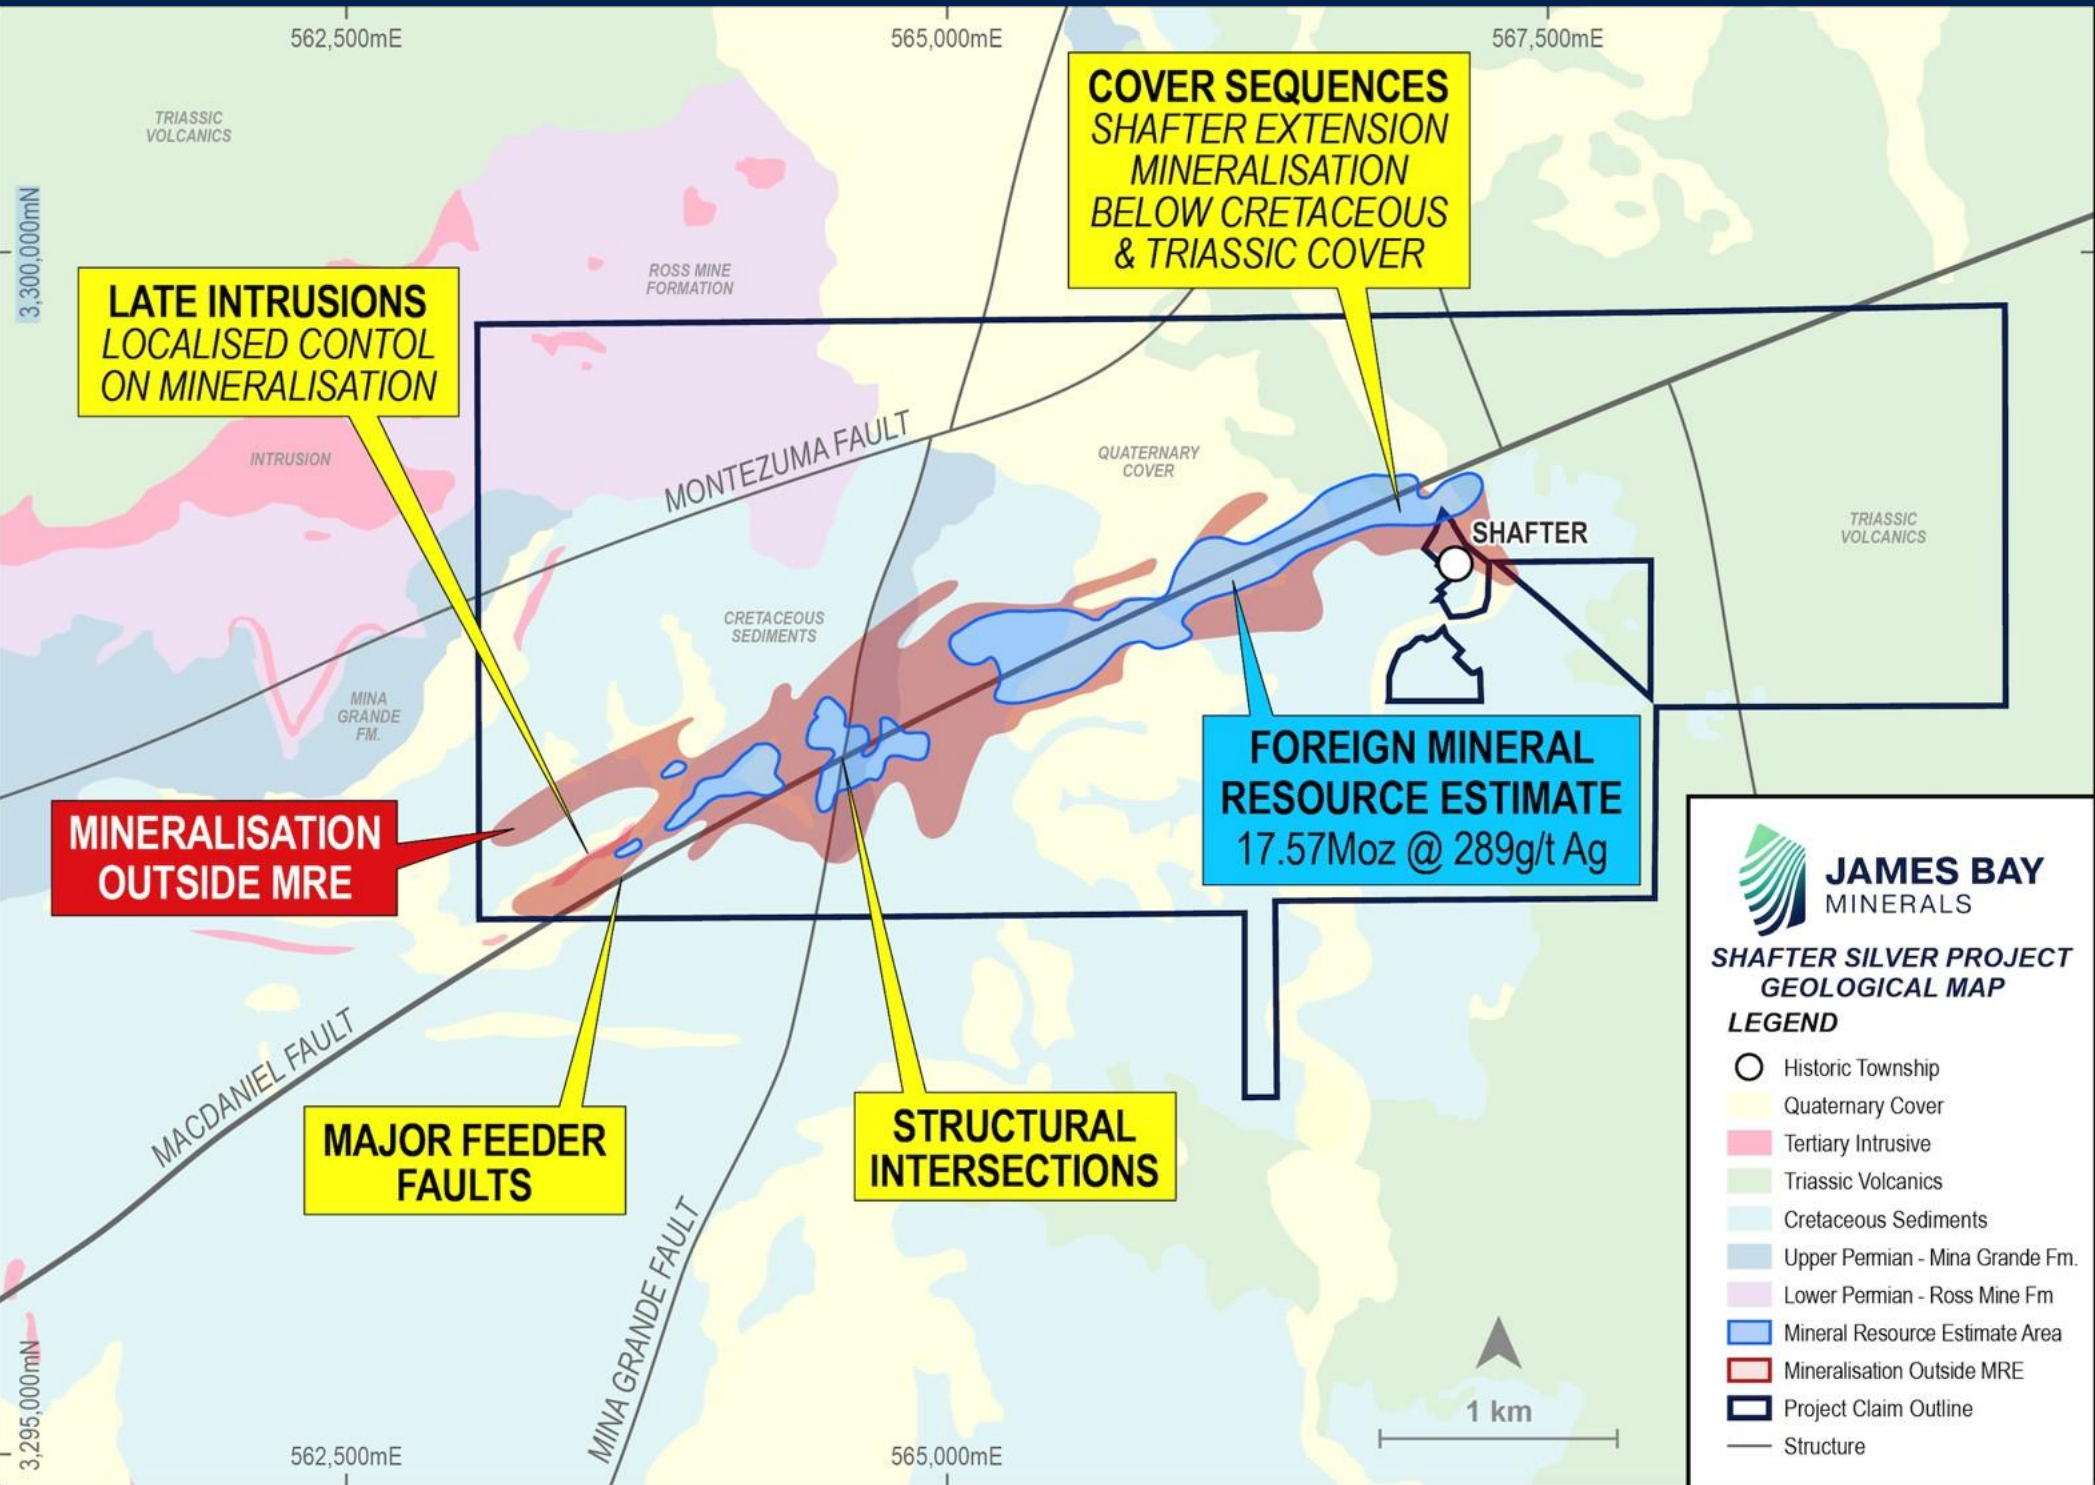 562,500mE
565,000mE
567,500mE
TRIASSIC
VOLCANICS
COVER SEQUENCES
SHAFTER EXTENSION
MINERALISATION
BELOW CRETACEOUS
& TRIASSIC COVER
3,300,000mN
ROSS MINE
FORMATION
LATE INTRUSIONS
LOCALISED CONTOL
ON MINERALISATION
INTRUSION
MONTEZUMA FAULT
QUATERNARY
COVER
SHAFTER
TRIASSIC
VOLCANICS
CRETACEOUS
SEDIMENTS
MINA
GRANDE
FM.
FOREIGN MINERAL
RESOURCE ESTIMATE
17.57Moz @ 289g/t Ag
MINERALISATION
OUTSIDE MRE
MACDANIEL FAULT
MAJOR FEEDER
FAULTS
STRUCTURAL
INTERSECTIONS
MINA GRANDE FAULT
3,295,000mN
562,500mE
565,000mE
1 km
JAMES BAY
MINERALS
SHAFTER SILVER PROJECT
GEOLOGICAL MAP
LEGEND
Historic Township
Quaternary Cover
Tertiary Intrusive
Triassic Volcanics
Cretaceous Sediments
Upper Permian - Mina Grande Fm.
Lower Permian - Ross Mine Fm
Mineral Resource Estimate Area
Mineralisation Outside MRE
Project Claim Outline
Structure